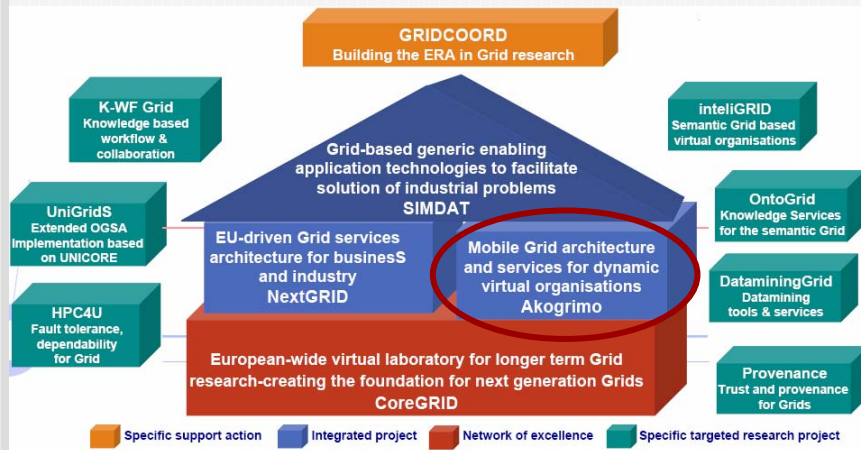 GRIDCOORD
Building the ERA in Grid research
K-WF Grid
Knowledge based
workflow &
collaboration
inteliGRID
Semantic Grid based
virtual organisations
Grid-based generic enabling
application technologies to facilitate
solution of industrial problems
SIMDAT
UniGridS
Extended OGSA
Implementation based
on UNICORE
OntoGrid
Knowledge Services
for the semantic Grid
EU-driven Grid services
architecture for businesS
and industry
NextGRID
Mobile Grid architecture
and services for dynamic
virtual organisations
Akogrimo
DataminingGrid
Datamining
tools & services
HPC4U
Fault tolerance,
dependability
for Grid
European-wide virtual laboratory for longer term Grid
research-creating the foundation for next generation Grids
CoreGRID
Provenance
Trust and provenance
for Grids
Specific support action
Integrated project
Network of excellence
Specific targeted research project